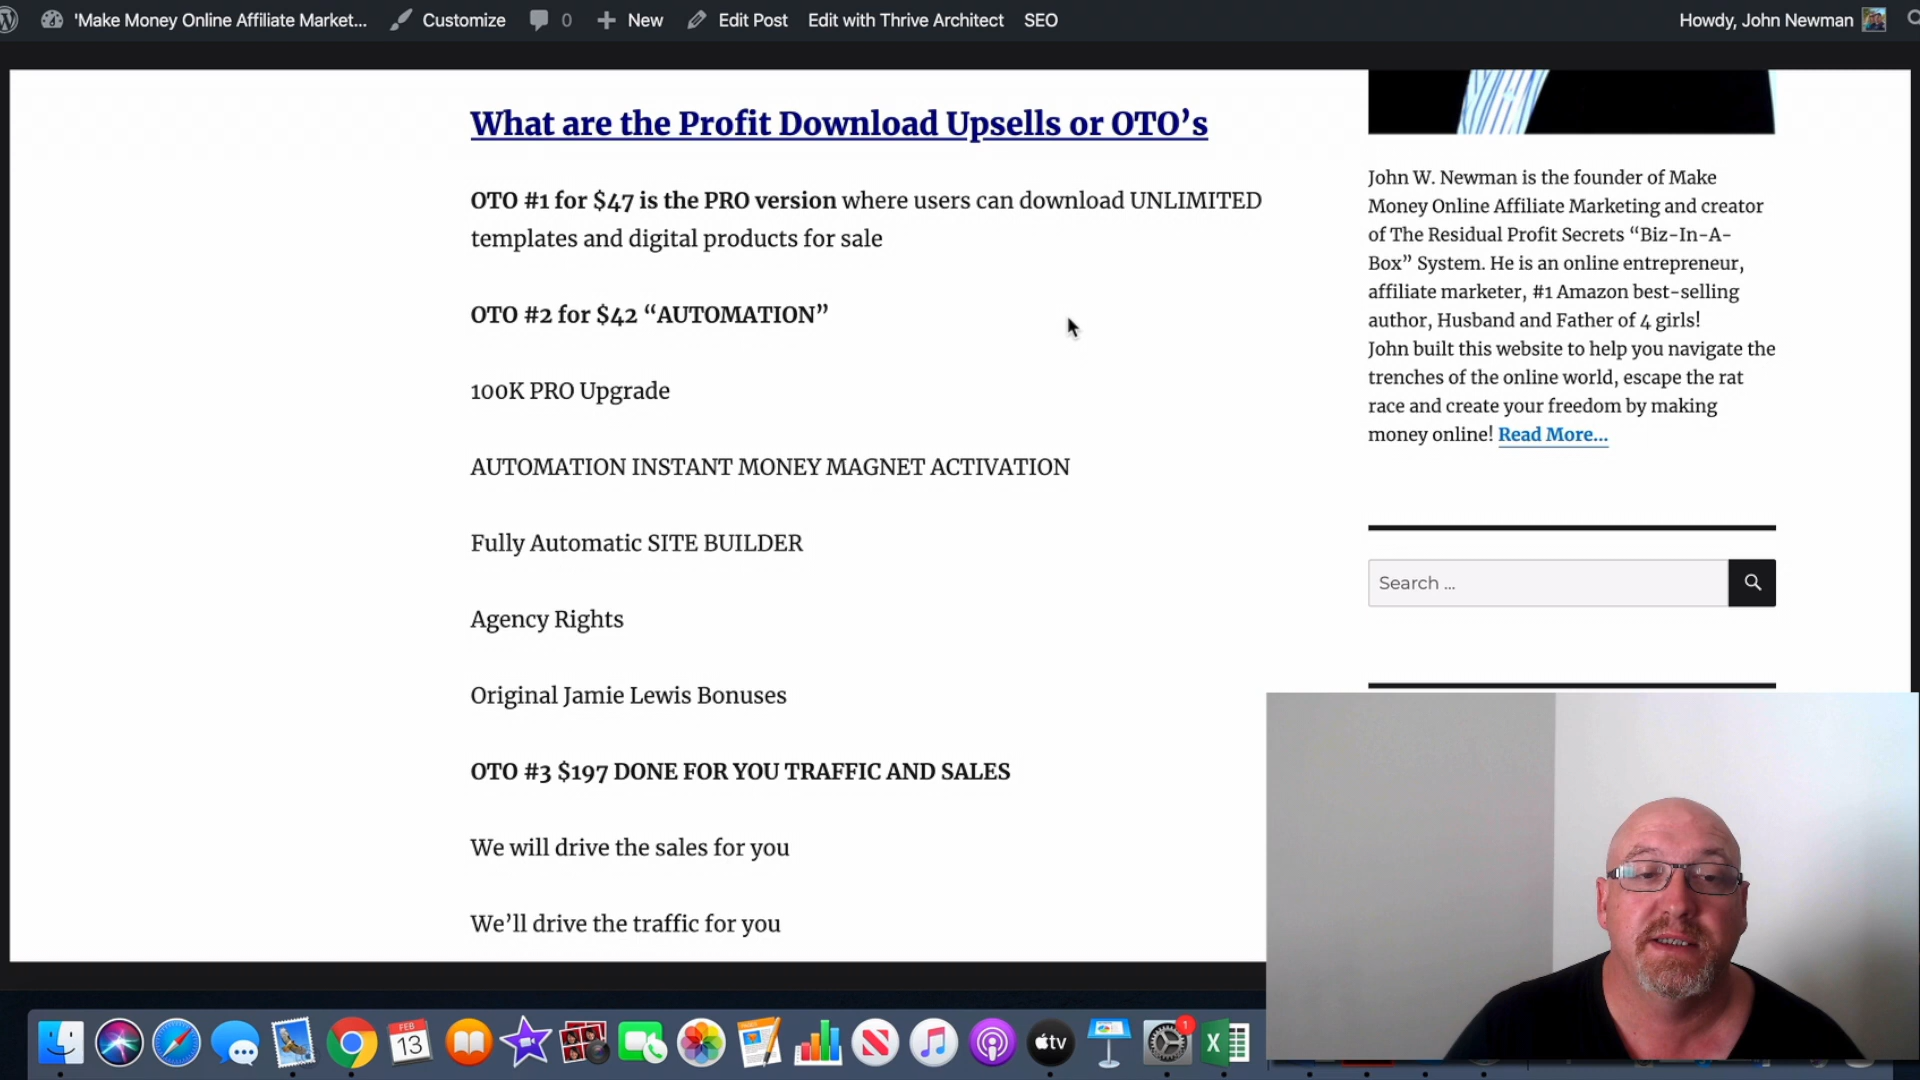 'Make Money Online Affiliate Market... Customize 0 New Edit Post Edit with Thrive Architect SEO Howdy, John Newman
What are the Profit Download Upsells or OTO’s
OTO #1 for $47 is the PRO version where users can download UNLIMITED
templates and digital products for sale
OTO #2 for $42 “AUTOMATION”
100K PRO Upgrade
AUTOMATION INSTANT MONEY MAGNET ACTIVATION
Fully Automatic SITE BUILDER
Agency Rights
Original Jamie Lewis Bonuses
OTO #3 $197 DONE FOR YOU TRAFFIC AND SALES
We will drive the sales for you
We’ll drive the traffic for you
John W. Newman is the founder of Make
Money Online Affiliate Marketing and creator
of The Residual Profit Secrets “Biz-In-A-
Box” System. He is an online entrepreneur,
affiliate marketer, #1 Amazon best-selling
author, Husband and Father of 4 girls!
John built this website to help you navigate the
trenches of the online world, escape the rat
race and create your freedom by making
money online! Read More...
Search ...
FEB
13
tv
1
X